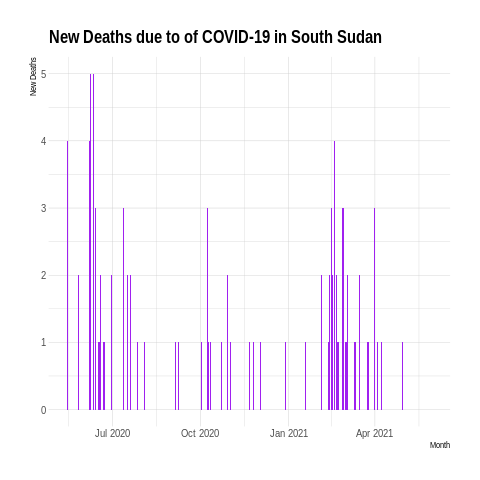 New Deaths due to of COVID-19 in South Sudan
New Deaths
5
4
3
2
1
0
Jul 2020 Oct 2020 Jan 2021 Apr 2021
Month